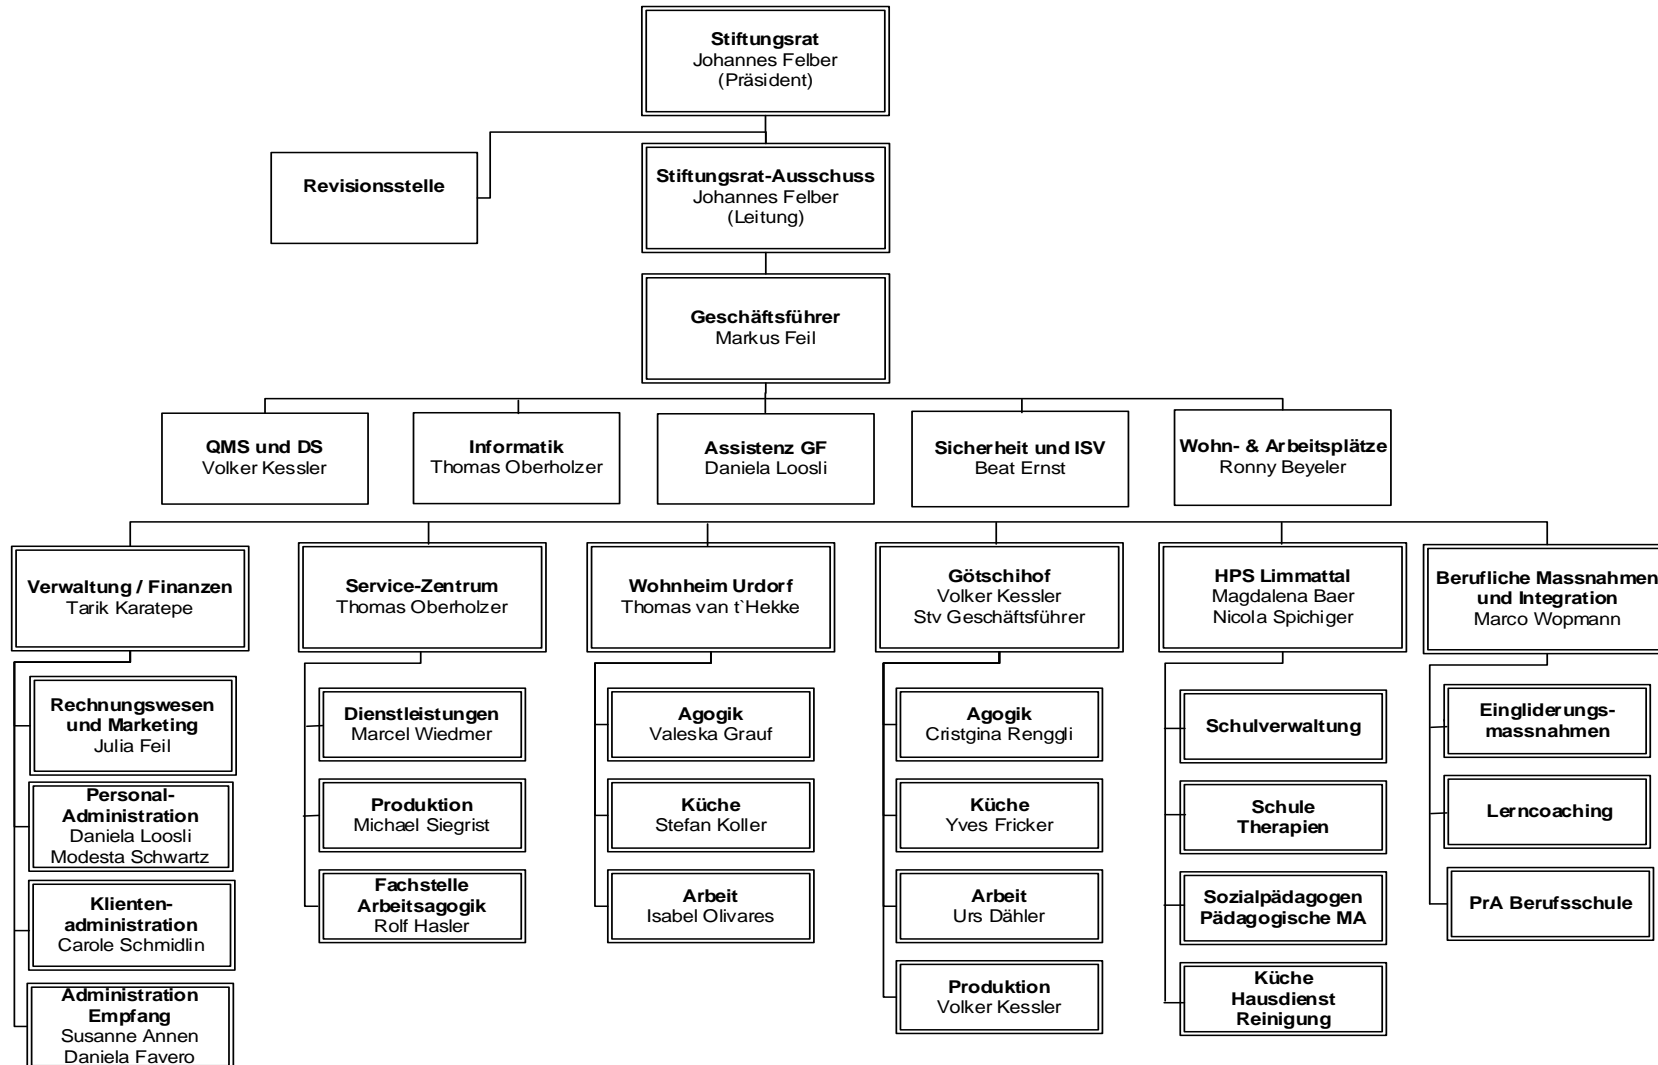 Stiftungsrat
Johannes Felber
(Präsident)
Revisionsstelle
Stiftungsrat-Ausschuss
Johannes Felber
(Leitung)
Geschäftsführer
Markus Feil
QMS und DS
Volker Kessler
Informatik
Thomas Oberholzer
Assistenz GF
Daniela Loosli
Sicherheit und ISV
Beat Ernst
Wohn- & Arbeitsplätze
Ronny Beyeler
Verwaltung / Finanzen
Tarik Karatepe
Service-Zentrum
Thomas Oberholzer
Wohnheim Urdorf
Thomas van t`Hekke
Götschihof
Volker Kessler
Stv Geschäftsführer
HPS Limmattal
Magdalena Baer
Nicola Spichiger
Berufliche Massnahmen
und Integration
Marco Wopmann
Rechnungswesen
und Marketing
Julia Feil
Personal-
Administration
Daniela Loosli
Modesta Schwartz
Klienten-
administration
Carole Schmidlin
Administration
Empfang
Susanne Annen
Daniela Favero
Dienstleistungen
Marcel Wiedmer
Produktion
Michael Siegrist
Fachstelle
Arbeitsagogik
Rolf Hasler
Agogik
Valeska Grauf
Küche
Stefan Koller
Arbeit
Isabel Olivares
Agogik
Cristgina Renggli
Küche
Yves Fricker
Arbeit
Urs Dähler
Produktion
Volker Kessler
Schulverwaltung
Schule
Therapien
Sozialpädagogen
Pädagogische MA
Küche
Hausdienst
Reinigung
Eingliderungs-
massnahmen
Lerncoaching
PrA Berufsschule